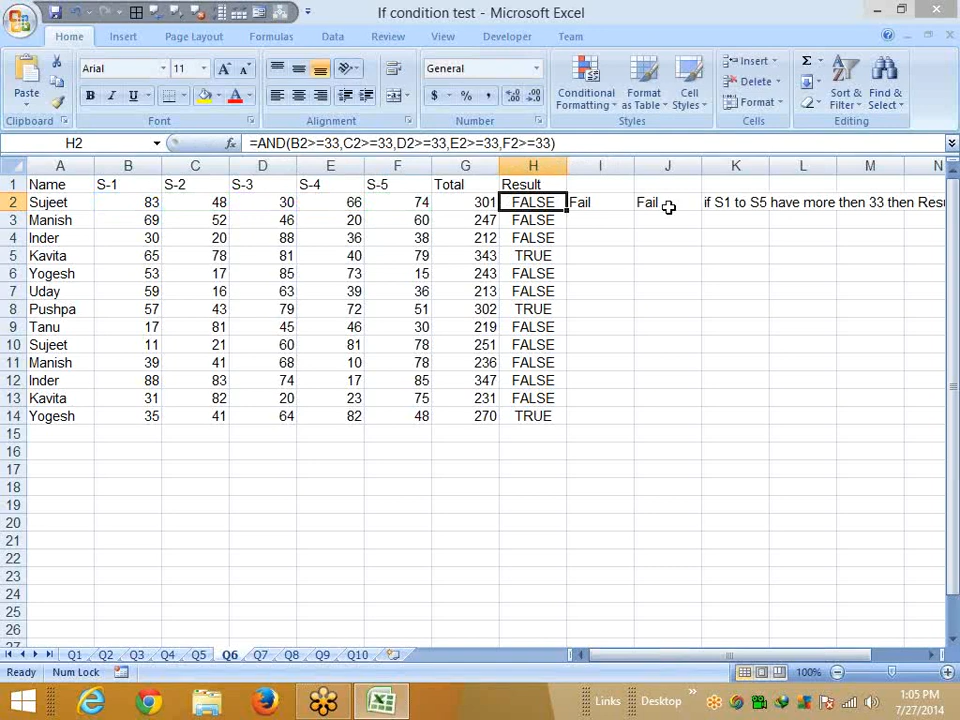 If condition test - Microsoft Excel
Home Insert Page Layout Formulas Data Review View Developer Team
Paste
Arial 11
B I U
General
$ % ,
Conditional Formatting
Format as Table
Cell Styles
Insert
Delete
Format
Sort & Filter
Find & Select
Clipboard Font Alignment Number Styles Cells Editing
H2 fx =AND(B2>=33,C2>=33,D2>=33,E2>=33,F2>=33)
A B C D E F G H I J K L M N
1 Name S-1 S-2 S-3 S-4 S-5 Total Result
2 Sujeet 83 48 30 66 74 301 FALSE Fail Fail if S1 to S5 have more then 33 then Resu
3 Manish 69 52 46 20 60 247 FALSE
4 Inder 30 20 88 36 38 212 FALSE
5 Kavita 65 78 81 40 79 343 TRUE
6 Yogesh 53 17 85 73 15 243 FALSE
7 Uday 59 16 63 39 36 213 FALSE
8 Pushpa 57 43 79 72 51 302 TRUE
9 Tanu 17 81 45 46 30 219 FALSE
10 Sujeet 11 21 60 81 78 251 FALSE
11 Manish 39 41 68 10 78 236 FALSE
12 Inder 88 83 74 17 85 347 FALSE
13 Kavita 31 82 20 23 75 231 FALSE
14 Yogesh 35 41 64 82 48 270 TRUE
15
16
17
18
19
20
21
22
23
24
25
26
27
Q1 Q2 Q3 Q4 Q5 Q6 Q7 Q8 Q9 Q10
Ready Num Lock 100%
Links Desktop
1:05 PM
7/27/2014